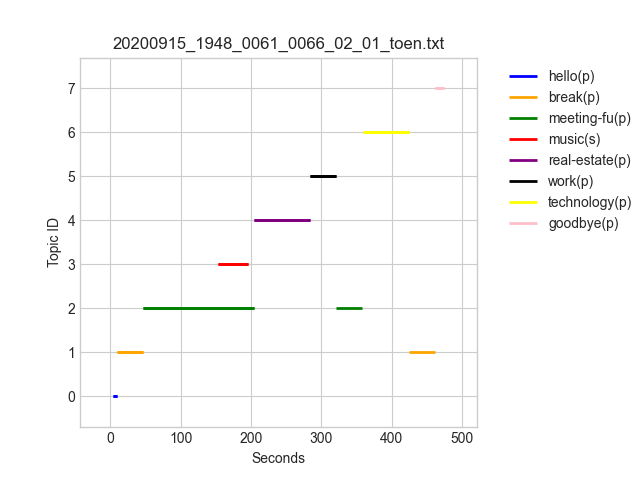 20200915_1948_0061_0066_02_01_toen.txt
7
6
5
4
3
2
1
0
Topic ID
0 100 200 300 400 500
Seconds
hello(p)
break(p)
meeting-fu(p)
music(s)
real-estate(p)
work(p)
technology(p)
goodbye(p)